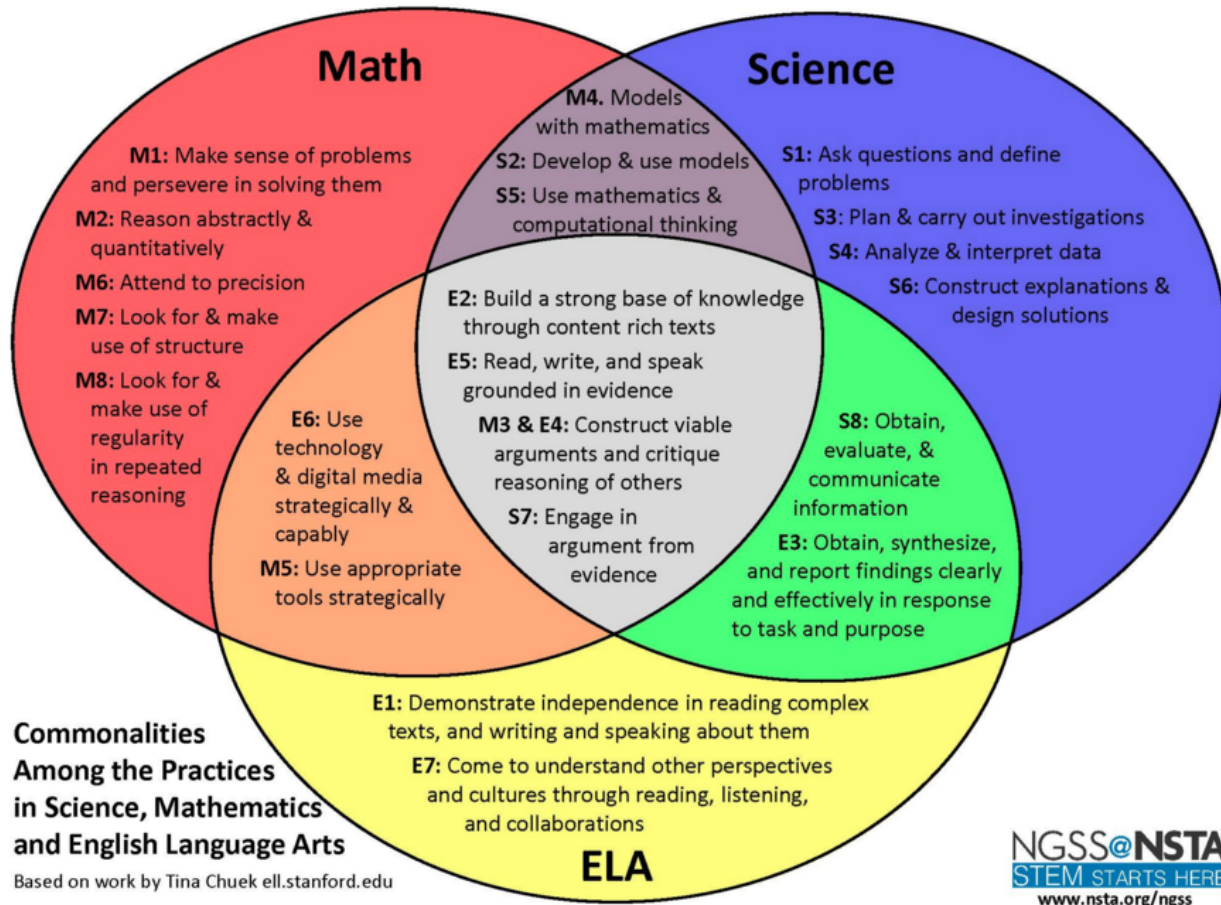 Math
Science
M1: Make sense of problems
and persevere in solving them
M2: Reason abstractly &
quantitatively
M6: Attend to precision
M7: Look for & make
use of structure
M8: Look for &
make use of
regularity
in repeated
reasoning
M4. Models
with mathematics
S2: Develop & use models
S5: Use mathematics &
computational thinking
S1: Ask questions and define
problems
S3: Plan & carry out investigations
S4: Analyze & interpret data
S6: Construct explanations &
design solutions
E2: Build a strong base of knowledge
through content rich texts
E5: Read, write, and speak
grounded in evidence
M3 & E4: Construct viable
arguments and critique
reasoning of others
S7: Engage in
argument from
evidence
E6: Use
technology
& digital media
strategically &
capably
M5: Use appropriate
tools strategically
S8: Obtain,
evaluate, &
communicate
information
E3: Obtain, synthesize,
and report findings clearly
and effectively in response
to task and purpose
E1: Demonstrate independence in reading complex
texts, and writing and speaking about them
E7: Come to understand other perspectives
and cultures through reading, listening,
and collaborations
ELA
Commonalities
Among the Practices
in Science, Mathematics
and English Language Arts
Based on work by Tina Chuek ell.stanford.edu
NGSS@NSTA
STEM STARTS HERE
www.nsta.org/ngss